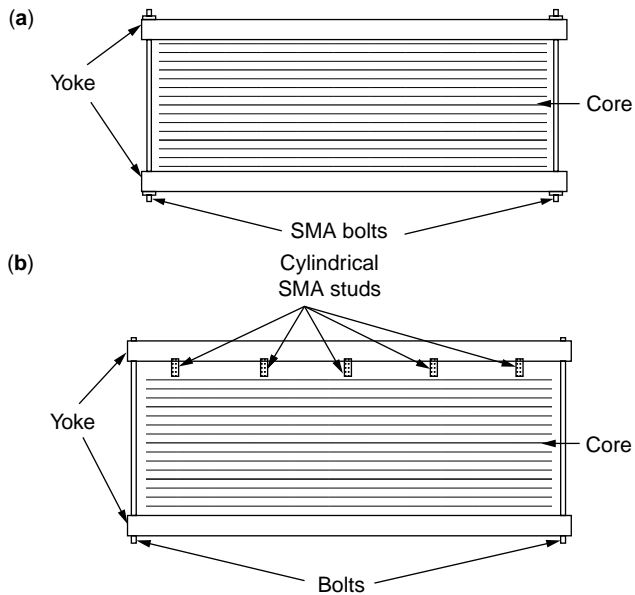 (a)
Yoke
Core
SMA bolts
(b)
Cylindrical
SMA studs
Yoke
Core
Bolts